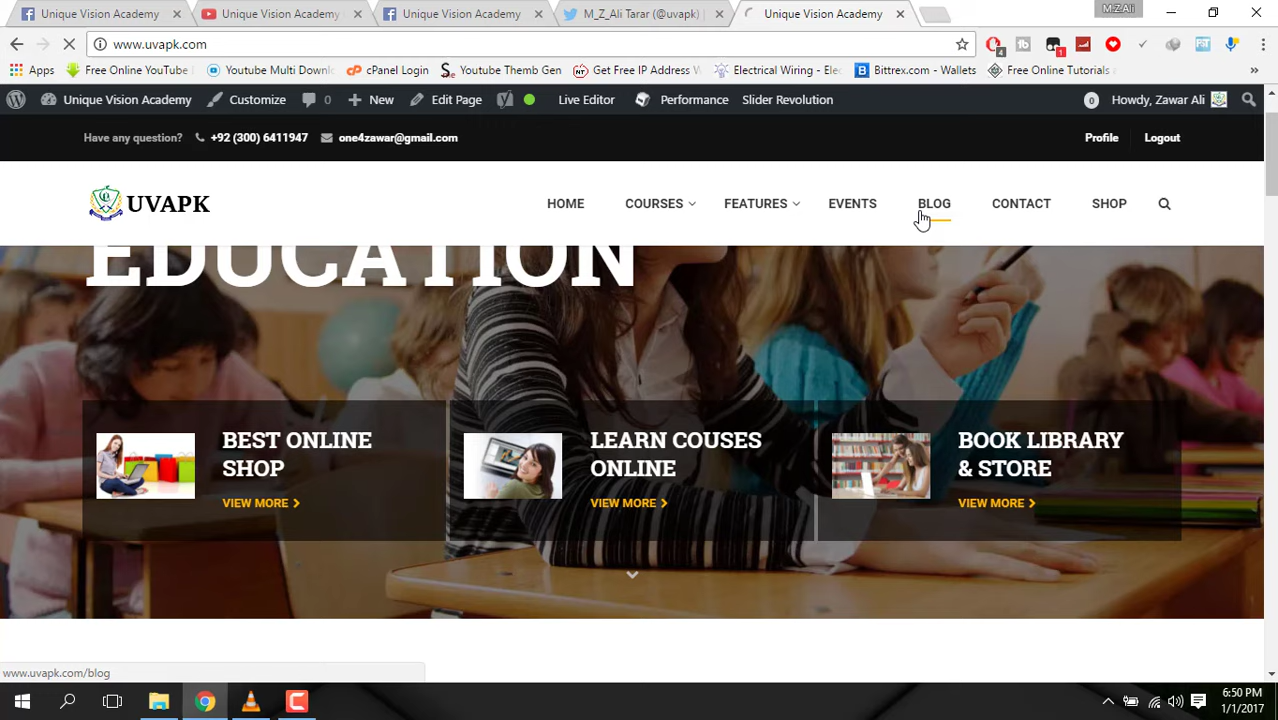 Unique Vision Academy
Unique Vision Academy
Unique Vision Academy
M_Z_Ali Tarar (@uvapk)
Unique Vision Academy
M.Z.Ali
www.uvapk.com
4
1
Apps
Free Online YouTube
Youtube Multi Downl
cPanel Login
Youtube Themb Gen
Get Free IP Address
Electrical Wiring - Elec
Bittrex.com - Wallets
Free Online Tutorials
»
Unique Vision Academy
Customize
0
New
Edit Page
Live Editor
Performance
Slider Revolution
0
Howdy, Zawar Ali
Have any question?
+92 (300) 6411947
one4zawar@gmail.com
Profile
Logout
UVAPK
HOME
COURSES
FEATURES
EVENTS
BLOG
CONTACT
SHOP
EDUCATION
BEST ONLINE
SHOP
VIEW MORE
LEARN COUSES
ONLINE
VIEW MORE
BOOK LIBRARY
& STORE
VIEW MORE
www.uvapk.com/blog
6:50 PM
1/1/2017